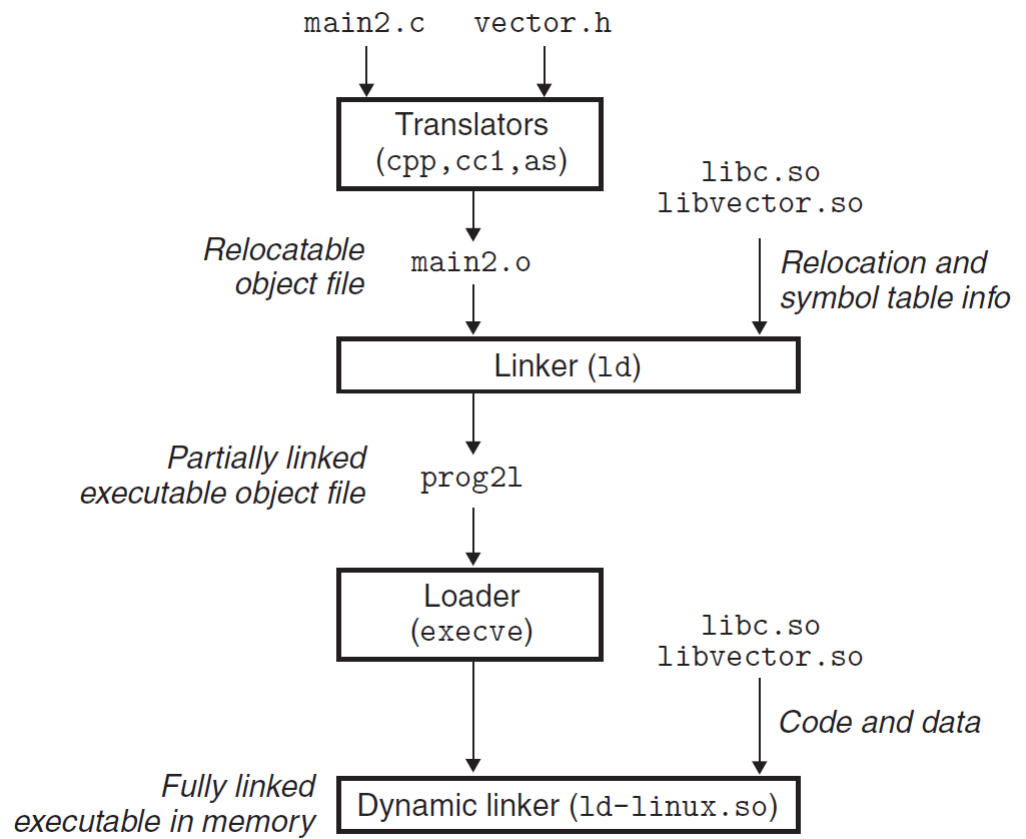 main2.c vector.h
Translators
(cpp,cc1,as)
libc.so
libvector.so
Relocatable
object file
main2.o
Relocation and
symbol table info
Linker (ld)
Partially linked
executable object file
prog2l
Loader
(execve)
libc.so
libvector.so
Code and data
Fully linked
executable in memory
Dynamic linker (ld-linux.so)